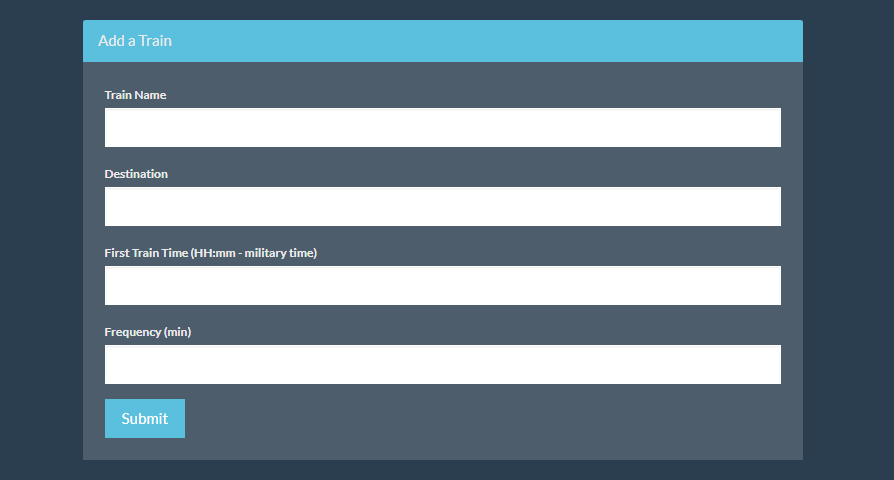 Add a Train
Train Name
Destination
First Train Time (HH:mm - military time)
Frequency (min)
Submit